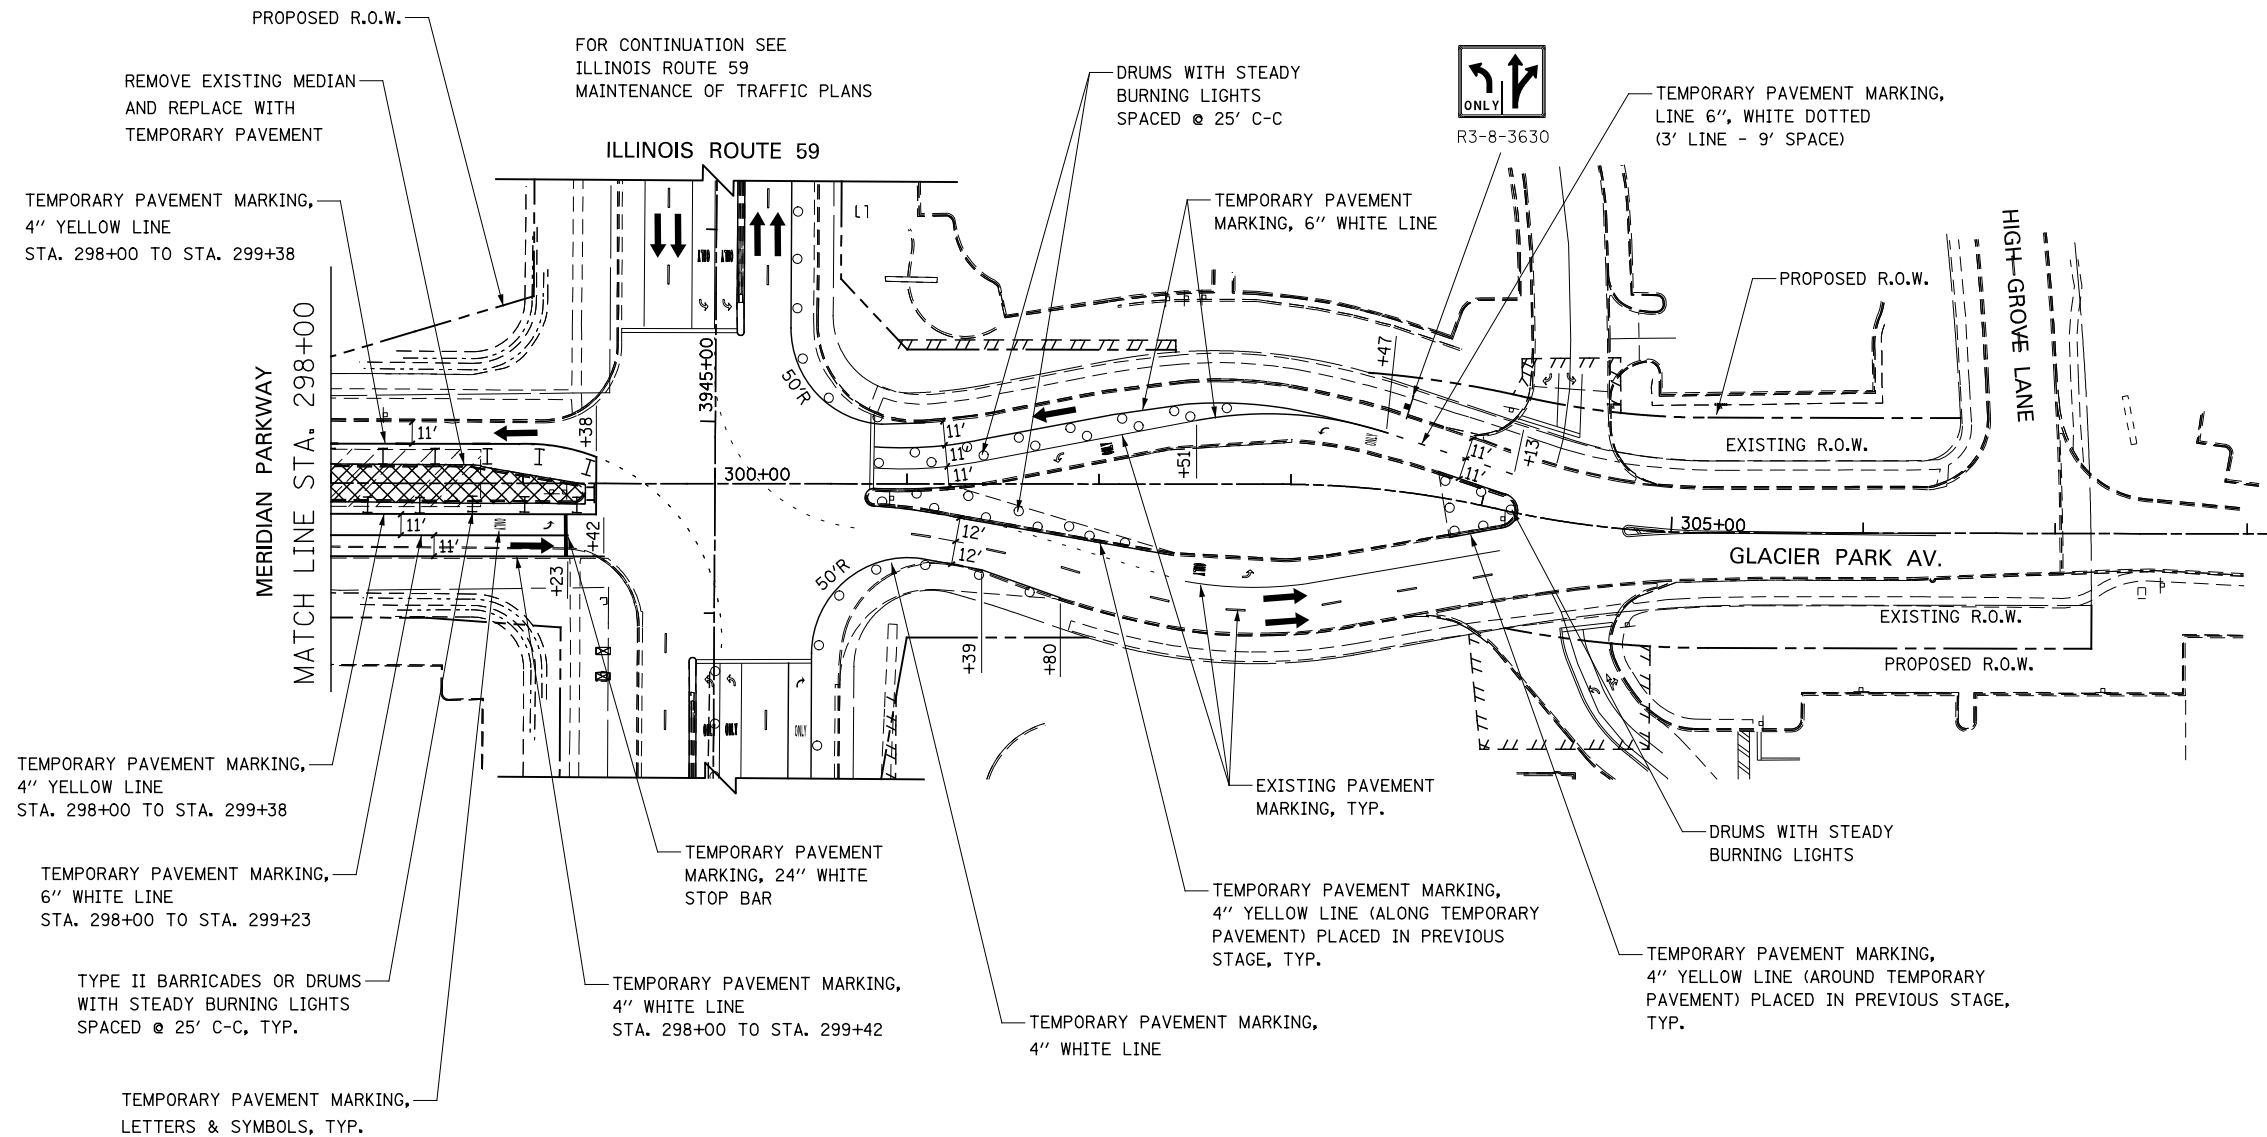 PROPOSED R.O.W.
REMOVE EXISTING MEDIAN
AND REPLACE WITH
TEMPORARY PAVEMENT
FOR CONTINUATION SEE
ILLINOIS ROUTE 59
MAINTENANCE OF TRAFFIC PLANS
DRUMS WITH STEADY
BURNING LIGHTS
SPACED @ 25' C-C
ONLY
R3-8-3630
TEMPORARY PAVEMENT MARKING,
LINE 6", WHITE DOTTED
(3' LINE - 9' SPACE)
ILLINOIS ROUTE 59
TEMPORARY PAVEMENT MARKING,
4" YELLOW LINE
STA. 298+00 TO STA. 299+38
TEMPORARY PAVEMENT
MARKING, 6" WHITE LINE
HIGH GROVE LANE
PROPOSED R.O.W.
ONLY
ONLY
MERIDIAN PARKWAY
MATCH LINE STA. 298+00
3945+00
50'R
+47
11'
+38
11'
11'
11'
+51
11'
11'
+13
EXISTING R.O.W.
300+00
305+00
GLACIER PARK AV.
11'
11'
+42
+23
ONLY
12'
12'
50'R
ONLY
ONLY
ONLY
ONLY
+39
+80
EXISTING R.O.W.
PROPOSED R.O.W.
ONLY
ONLY
ONLY
TEMPORARY PAVEMENT MARKING,
4" YELLOW LINE
STA. 298+00 TO STA. 299+38
EXISTING PAVEMENT
MARKING, TYP.
DRUMS WITH STEADY
BURNING LIGHTS
TEMPORARY PAVEMENT
MARKING, 24" WHITE
STOP BAR
TEMPORARY PAVEMENT MARKING,
6" WHITE LINE
STA. 298+00 TO STA. 299+23
TEMPORARY PAVEMENT MARKING,
4" YELLOW LINE (ALONG TEMPORARY
PAVEMENT) PLACED IN PREVIOUS
STAGE, TYP.
TEMPORARY PAVEMENT MARKING,
4" YELLOW LINE (AROUND TEMPORARY
PAVEMENT) PLACED IN PREVIOUS STAGE,
TYP.
TYPE II BARRICADES OR DRUMS
WITH STEADY BURNING LIGHTS
SPACED @ 25' C-C, TYP.
TEMPORARY PAVEMENT MARKING,
4" WHITE LINE
STA. 298+00 TO STA. 299+42
TEMPORARY PAVEMENT MARKING,
4" WHITE LINE
TEMPORARY PAVEMENT MARKING,
LETTERS & SYMBOLS, TYP.